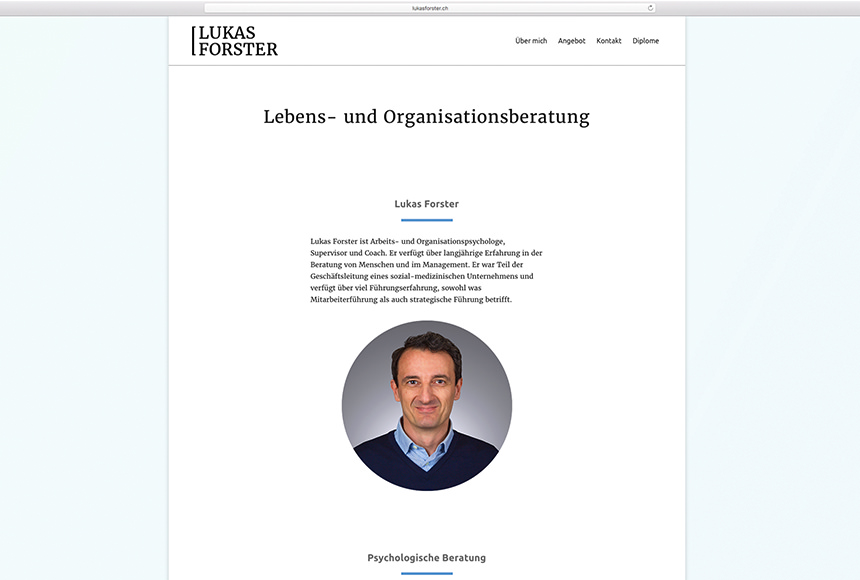 lukasforster.ch
LUKAS
FORSTER
Über mich Angebot Kontakt Diplome
Lebens- und Organisationsberatung
Lukas Forster
Lukas Forster ist Arbeits- und Organisationspsychologe,
Supervisor und Coach. Er verfügt über langjährige Erfahrung in der
Beratung von Menschen und im Management. Er war Teil der
Geschäftsleitung eines sozial-medizinischen Unternehmens und
verfügt über viel Führungserfahrung, sowohl was
Mitarbeiterführung als auch strategische Führung betrifft.
Psychologische Beratung